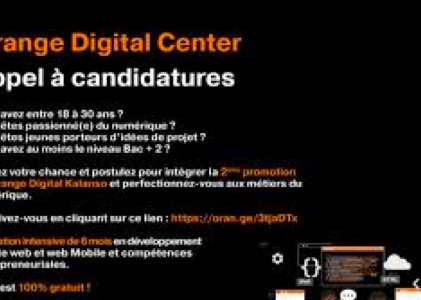 range Digital Center
ppel à candidatures
avez entre 18 à 30 ans ?
êtes passionné(e) du numérique ?
êtes jeunes porteurs d'idées de projet ?
avez au moins le niveau Bac + 2 ?
ez votre chance et postulez pour intégrer la 2ème promotion
range Digital Kalanso et perfectionnez-vous aux métiers du
érique.
ivez-vous en cliquant sur ce lien : https://oran.ge/3tjaDTx
ation intensive de 6 mois en développement
ie web et web Mobile et compétences
preneuriales.
est 100% gratuit !